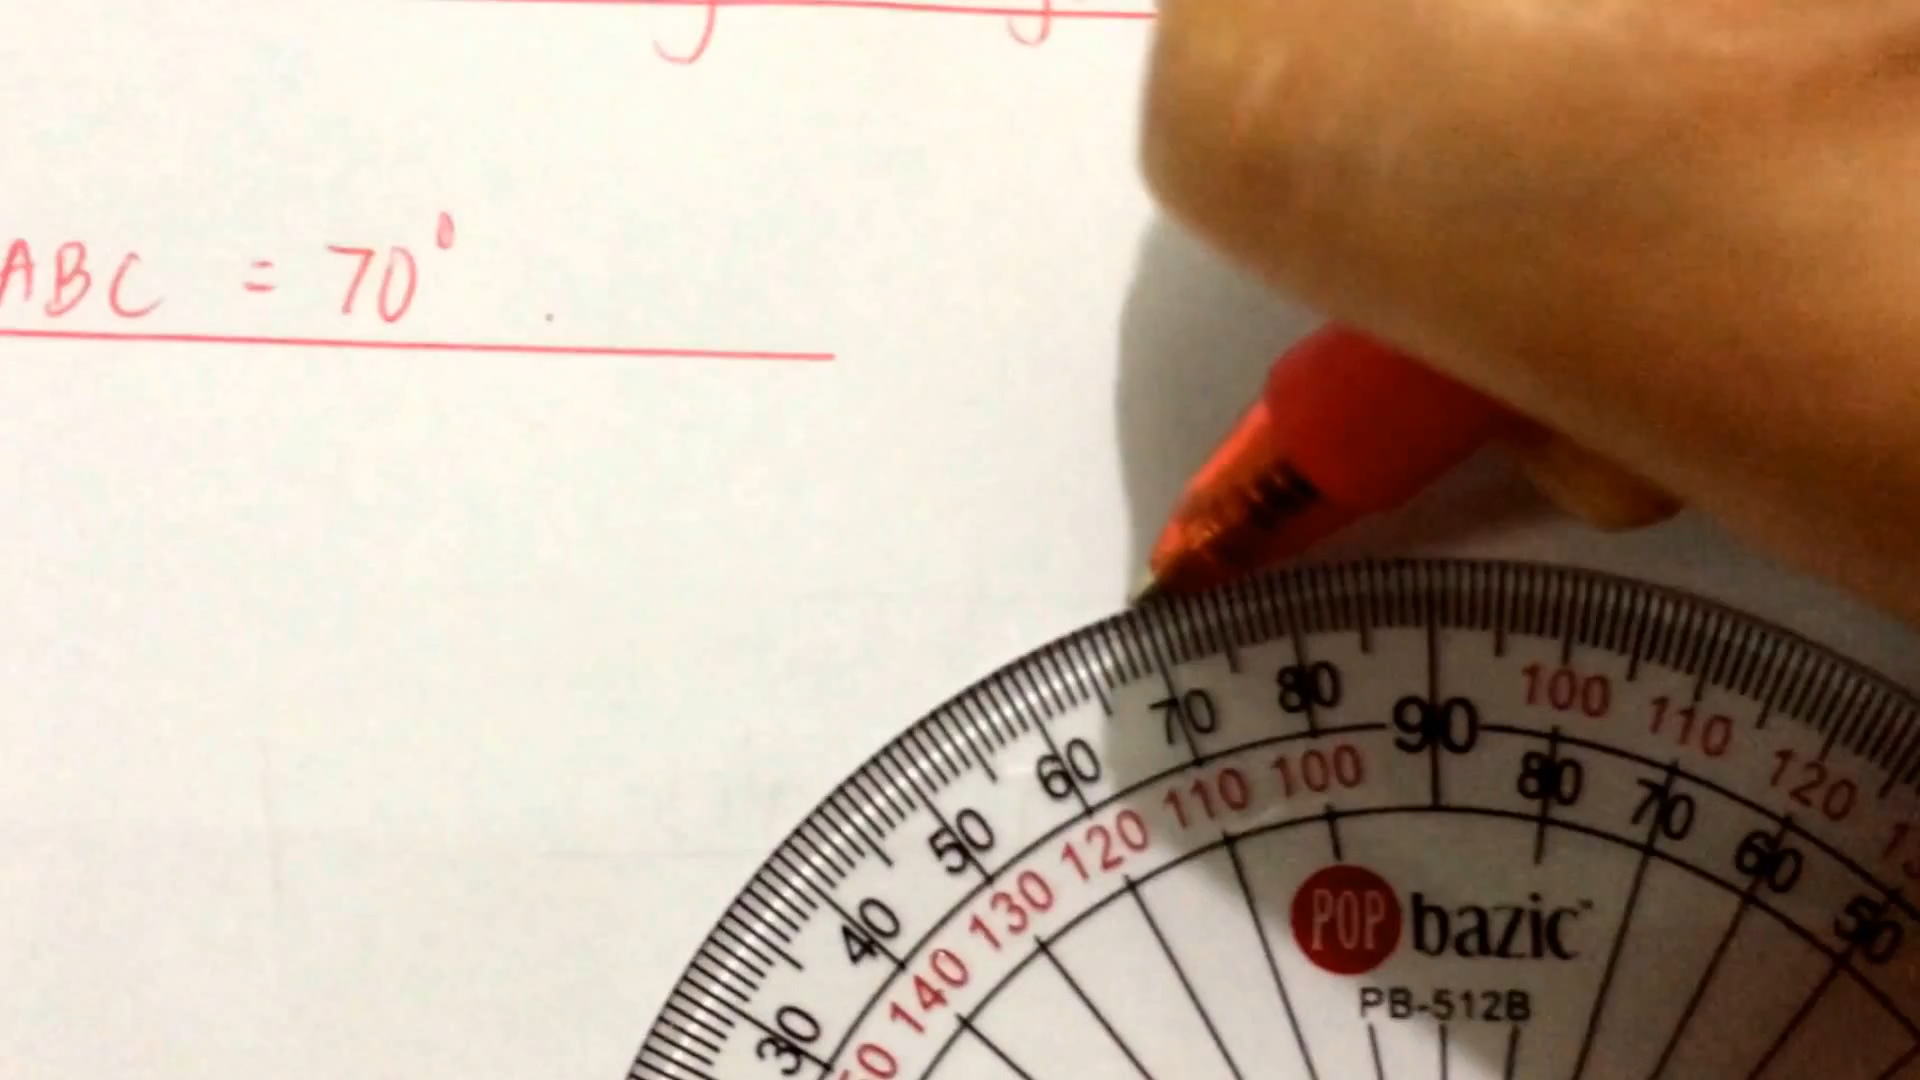 ABC = 70°
70 80 90 100 110 120
60 110 100 80 70 60
50 120 50
40 130
30 140
POP bazic™
PB-512B